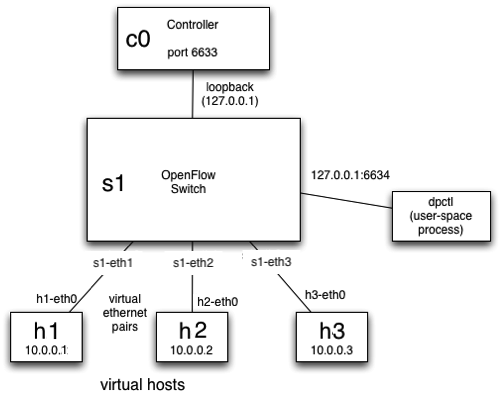 Controller
c0
port 6633
loopback
(127.0.0.1)
s1
OpenFlow
Switch
127.0.0.1:6634
dpctl
(user-space
process)
s1-eth1
s1-eth2
s1-eth3
h1-eth0
virtual
ethernet
pairs
h2-eth0
h3-eth0
h1
10.0.0.1
h2
10.0.0.2
h3
10.0.0.3
virtual hosts